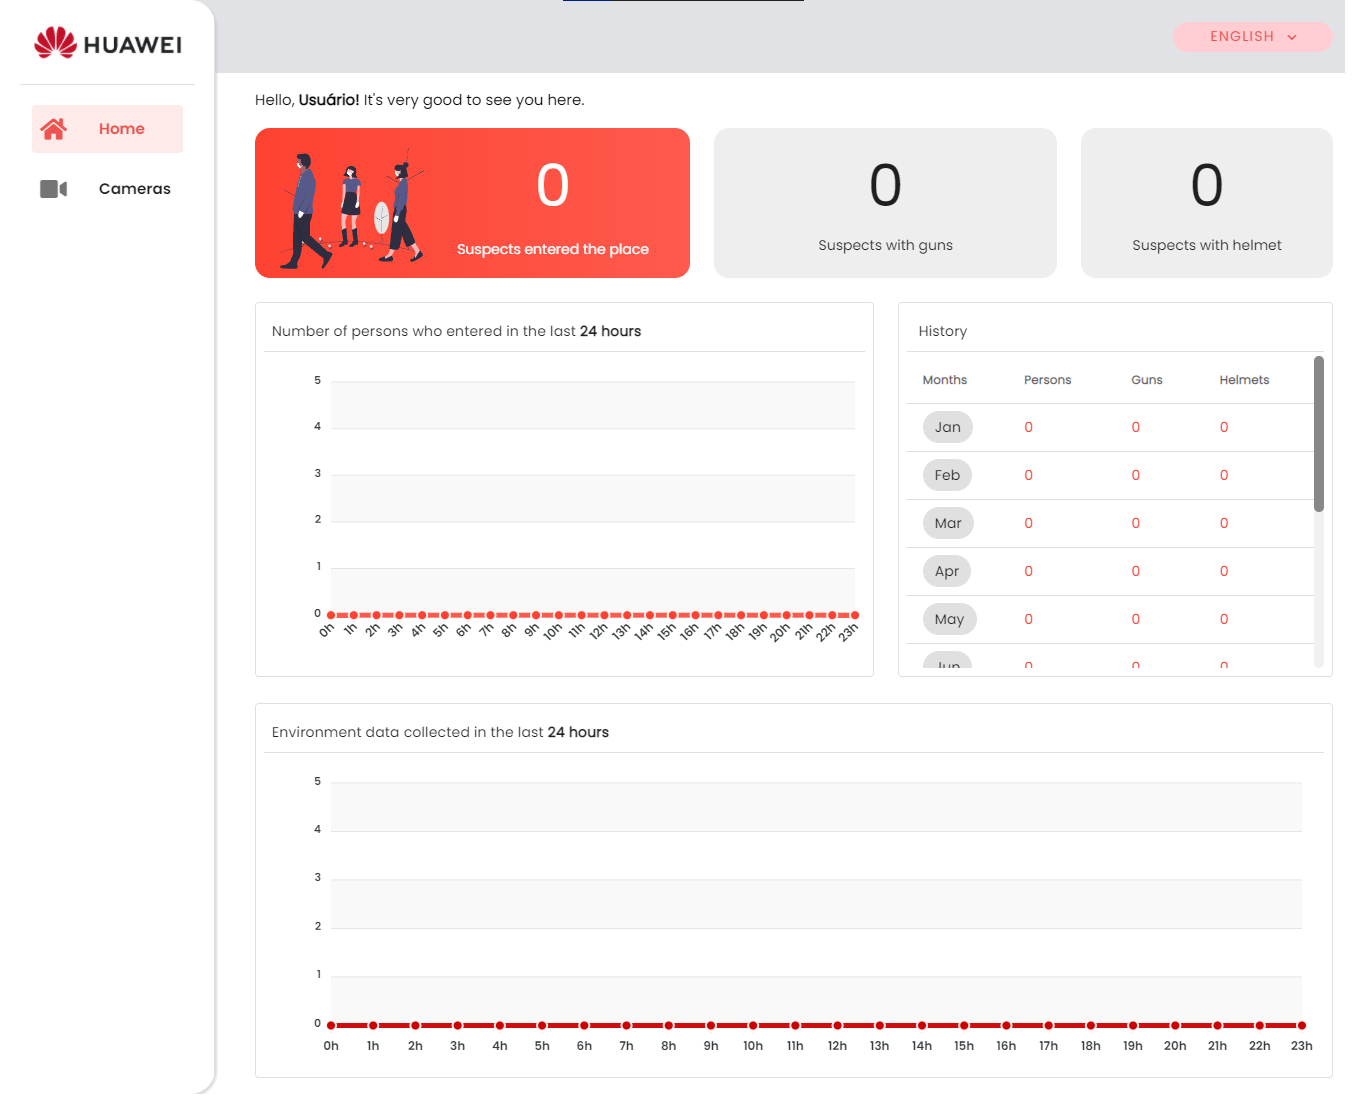 HUAWEI
ENGLISH
Home
Cameras
Hello, Usuário! It's very good to see you here.
0
Suspects entered the place
0
Suspects with guns
0
Suspects with helmet
Number of persons who entered in the last 24 hours
5
4
3
2
1
0
0h 1h 2h 3h 4h 5h 6h 7h 8h 9h 10h 11h 12h 13h 14h 15h 16h 17h 18h 19h 20h 21h 22h 23h
History
Months Persons Guns Helmets
Jan 0 0 0
Feb 0 0 0
Mar 0 0 0
Apr 0 0 0
May 0 0 0
Jun 0 0 0
Environment data collected in the last 24 hours
5
4
3
2
1
0
0h 1h 2h 3h 4h 5h 6h 7h 8h 9h 10h 11h 12h 13h 14h 15h 16h 17h 18h 19h 20h 21h 22h 23h